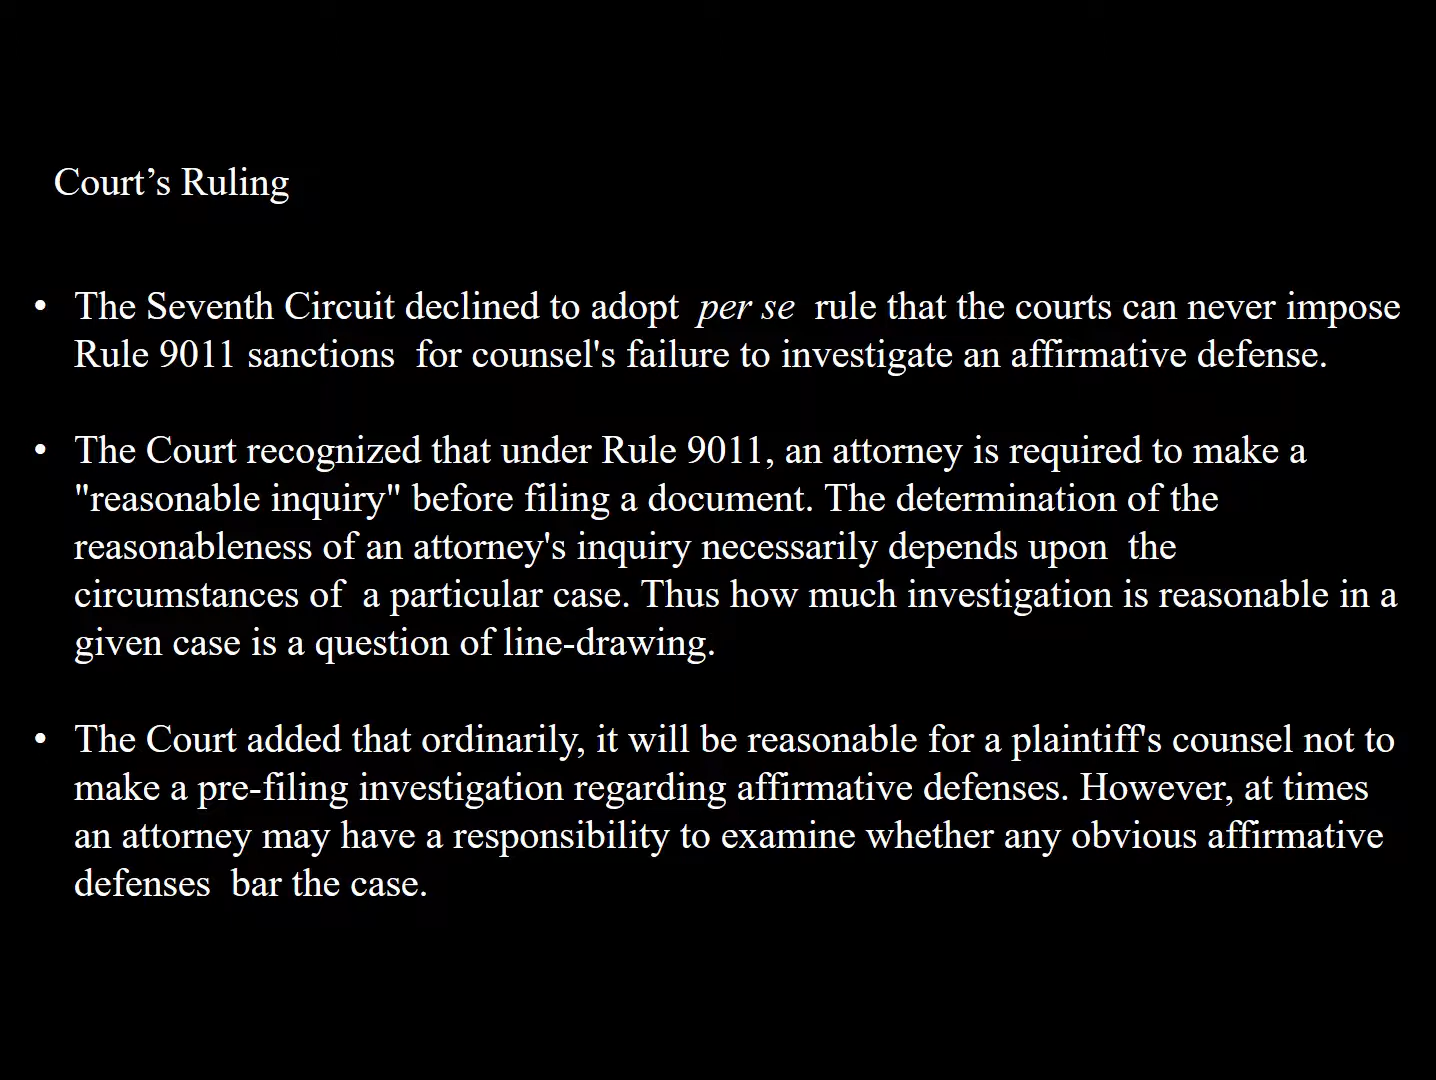 Court’s Ruling
• The Seventh Circuit declined to adopt  per se  rule that the courts can never impose
Rule 9011 sanctions  for counsel's failure to investigate an affirmative defense.
• The Court recognized that under Rule 9011, an attorney is required to make a
"reasonable inquiry" before filing a document. The determination of the
reasonableness of an attorney's inquiry necessarily depends upon  the
circumstances of  a particular case. Thus how much investigation is reasonable in a
given case is a question of line-drawing.
• The Court added that ordinarily, it will be reasonable for a plaintiff's counsel not to
make a pre-filing investigation regarding affirmative defenses. However, at times
an attorney may have a responsibility to examine whether any obvious affirmative
defenses  bar the case.